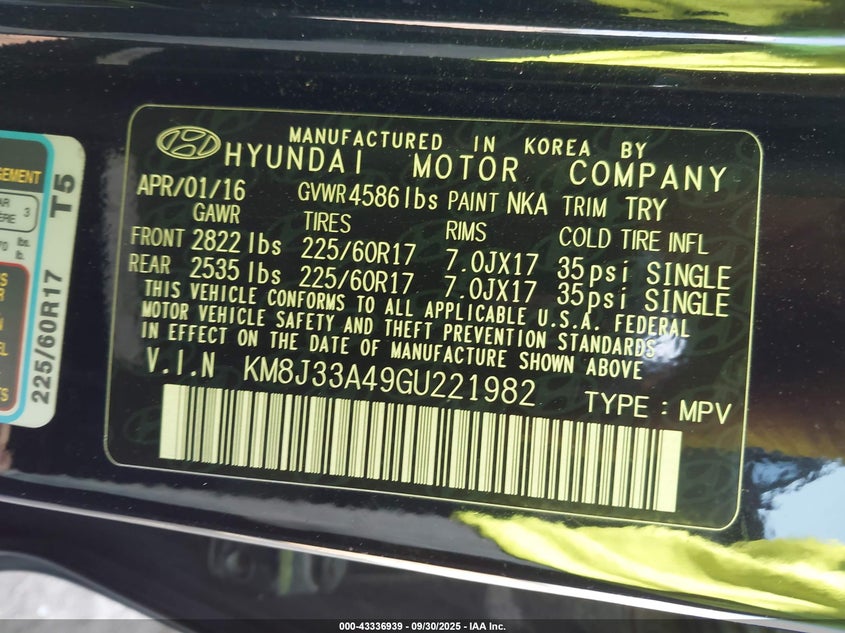 MANUFACTURED IN KOREA BY
HYUNDAI MOTOR COMPANY
APR/01/16 GVWR 4586lbs PAINT NKA TRIM TRY
GAWR TIRES RIMS COLD TIRE INFL
FRONT 2822 lbs 225/60R17 7.0JX17 35psi SINGLE
REAR 2535 lbs 225/60R17 7.0JX17 35psi SINGLE
THIS VEHICLE CONFORMS TO ALL APPLICABLE U.S.A. FEDERAL
MOTOR VEHICLE SAFETY AND THEFT PREVENTION STANDARDS
IN EFFECT ON THE DATE OF MANUFACTURE SHOWN ABOVE
V.I.N KM8J33A49GU221982 TYPE : MPV
225/60R17 T5
3
lbs.
lb.
000-43336939 - 09/30/2025 - IAA Inc.